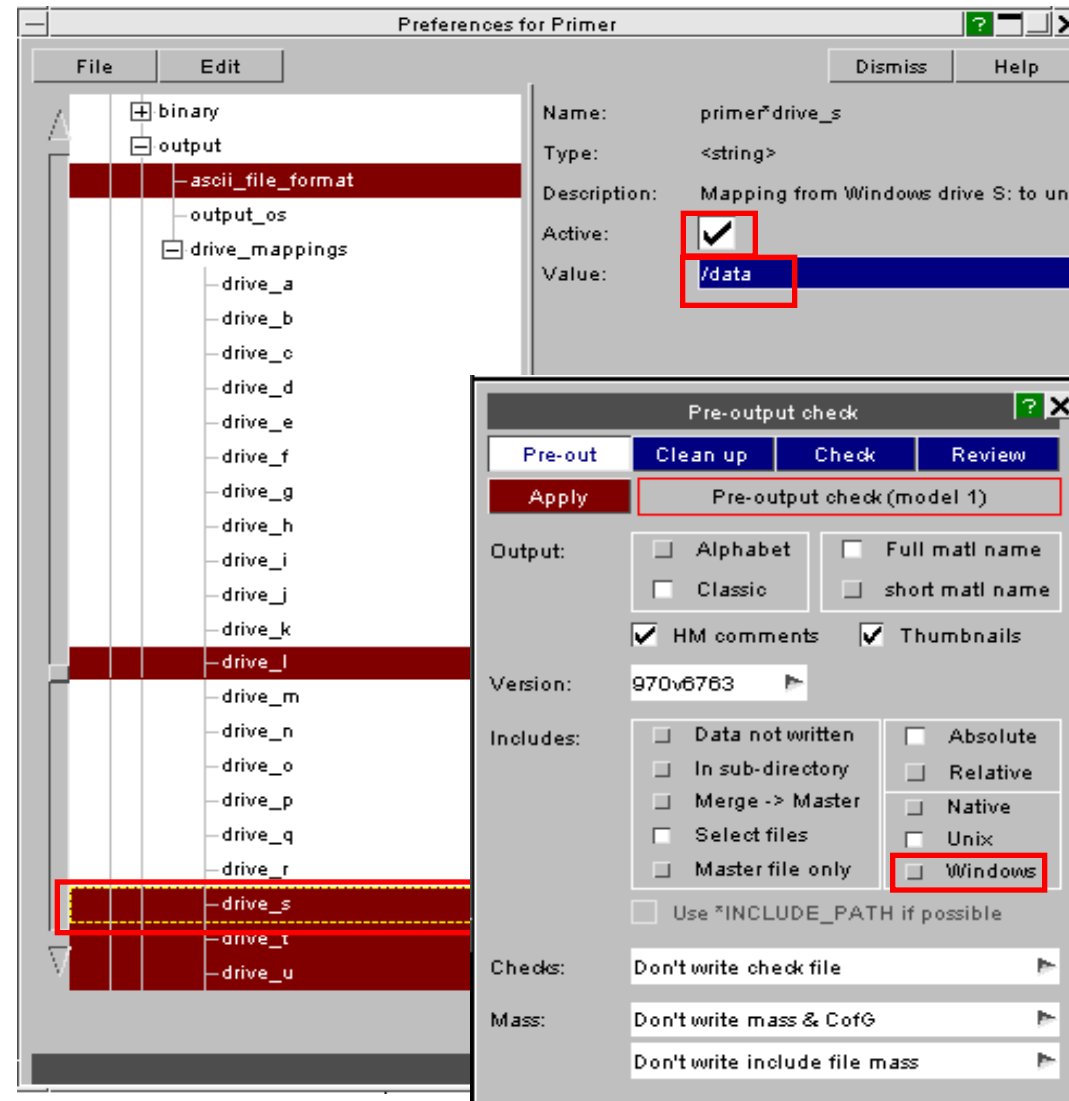 Preferences for Primer
?
File Edit Dismiss Help
binary
output
ascii_file_format
output_os
drive_mappings
drive_a
drive_b
drive_c
drive_d
drive_e
drive_f
drive_g
drive_h
drive_i
drive_j
drive_k
drive_l
drive_m
drive_n
drive_o
drive_p
drive_q
drive_r
drive_s
drive_t
drive_u
Name: primer*drive_s
Type: <string>
Description: Mapping from Windows drive S: to un
Active:
Value: /data
Pre-output check
?
Pre-out Clean up Check Review
Apply Pre-output check (model 1)
Output: Alphabet Full matl name
Classic short matl name
HM comments Thumbnails
Version: 970v6763
Includes: Data not written Absolute
In sub-directory Relative
Merge -> Master Native
Select files Unix
Master file only Windows
Use *INCLUDE_PATH if possible
Checks: Don't write check file
Mass: Don't write mass & CofG
Don't write include file mass